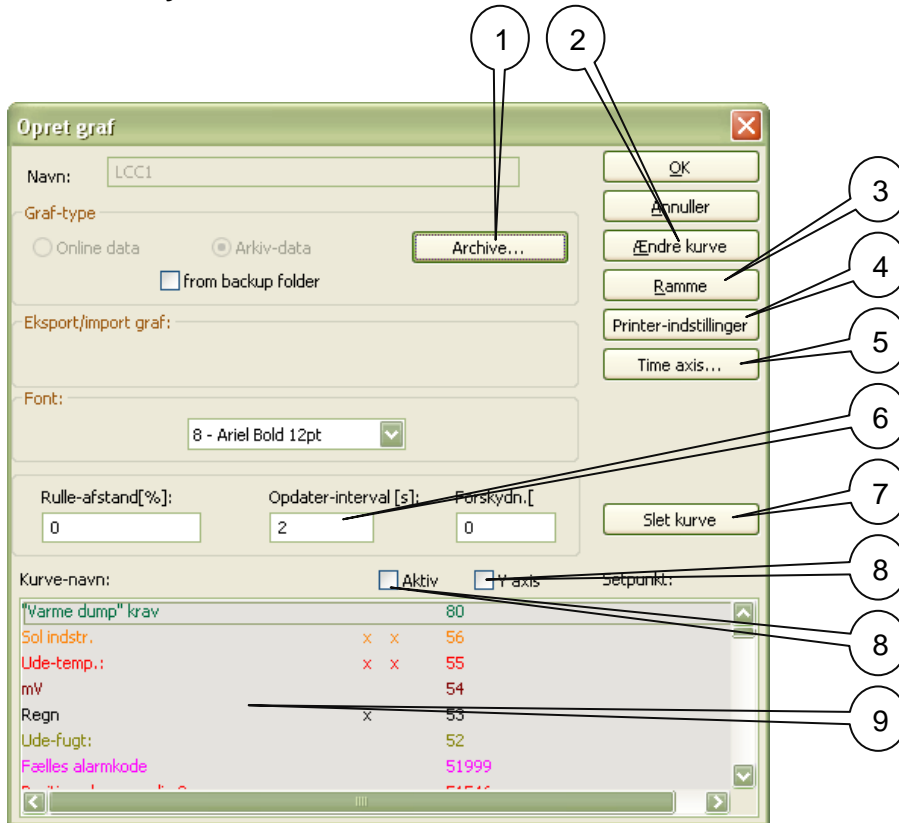 1
2
Opret graf
Navn: LCC1
OK
Annuller
3
Graf-type
Online data Arkiv-data Archive...
Ændre kurve
from backup folder
Ramme
4
Eksport/import graf:
Printer-indstillinger
5
Time axis...
Font:
6
8 - Ariel Bold 12pt
Rulle-afstand[%]: Opdater-interval [s]: Forskydn.[
0 2 0
Slet kurve
7
8
Kurve-navn: Aktiv Y axis Setpunkt:
"Varme dump" krav 80
Sol indstr. x x 56
8
Ude-temp.: x x 55
mV 54
Regn x 53
9
Ude-fugt: 52
Fælles alarmkode 51999